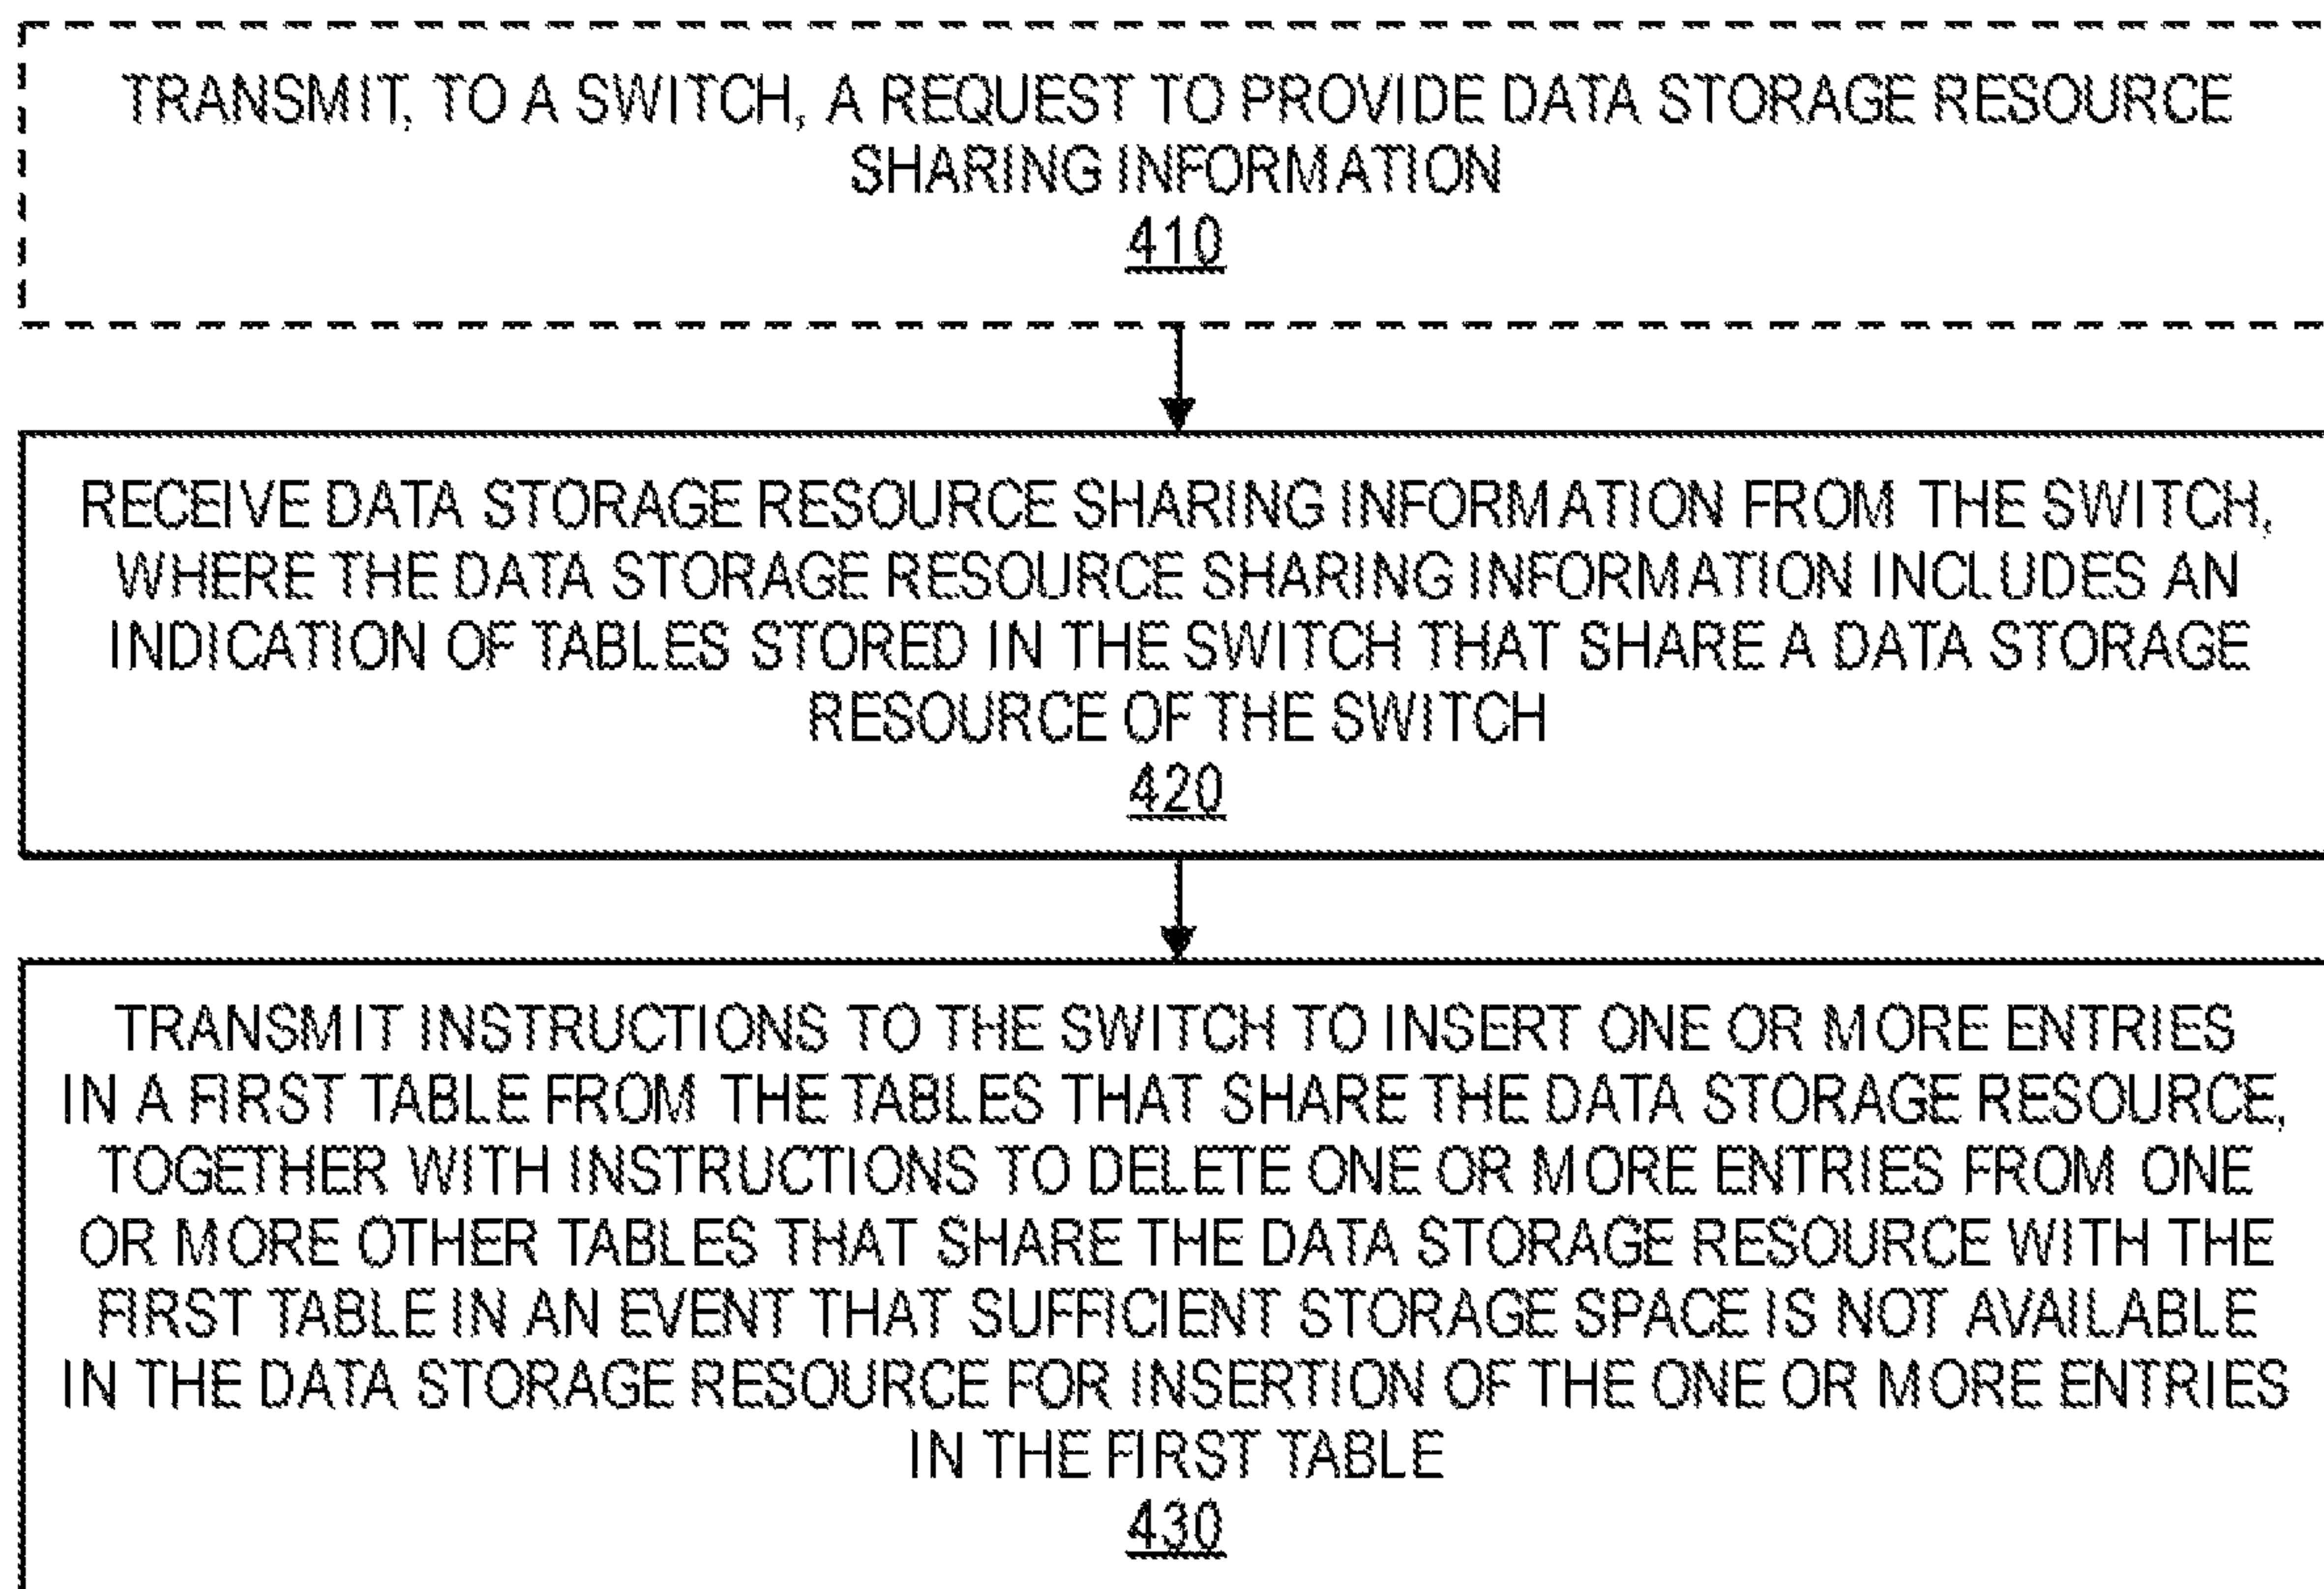 TRANSMIT, TO A SWITCH, A REQUEST TO PROVIDE DATA STORAGE RESOURCE
SHARING INFORMATION
410
RECEIVE DATA STORAGE RESOURCE SHARING INFORMATION FROM THE SWITCH,
WHERE THE DATA STORAGE RESOURCE SHARING INFORMATION INCLUDES AN
INDICATION OF TABLES STORED IN THE SWITCH THAT SHARE A DATA STORAGE
RESOURCE OF THE SWITCH
420
TRANSMIT INSTRUCTIONS TO THE SWITCH TO INSERT ONE OR MORE ENTRIES
IN A FIRST TABLE FROM THE TABLES THAT SHARE THE DATA STORAGE RESOURCE,
TOGETHER WITH INSTRUCTIONS TO DELETE ONE OR MORE ENTRIES FROM ONE
OR MORE OTHER TABLES THAT SHARE THE DATA STORAGE RESOURCE WITH THE
FIRST TABLE IN AN EVENT THAT SUFFICIENT STORAGE SPACE IS NOT AVAILABLE
IN THE DATA STORAGE RESOURCE FOR INSERTION OF THE ONE OR MORE ENTRIES
IN THE FIRST TABLE
430